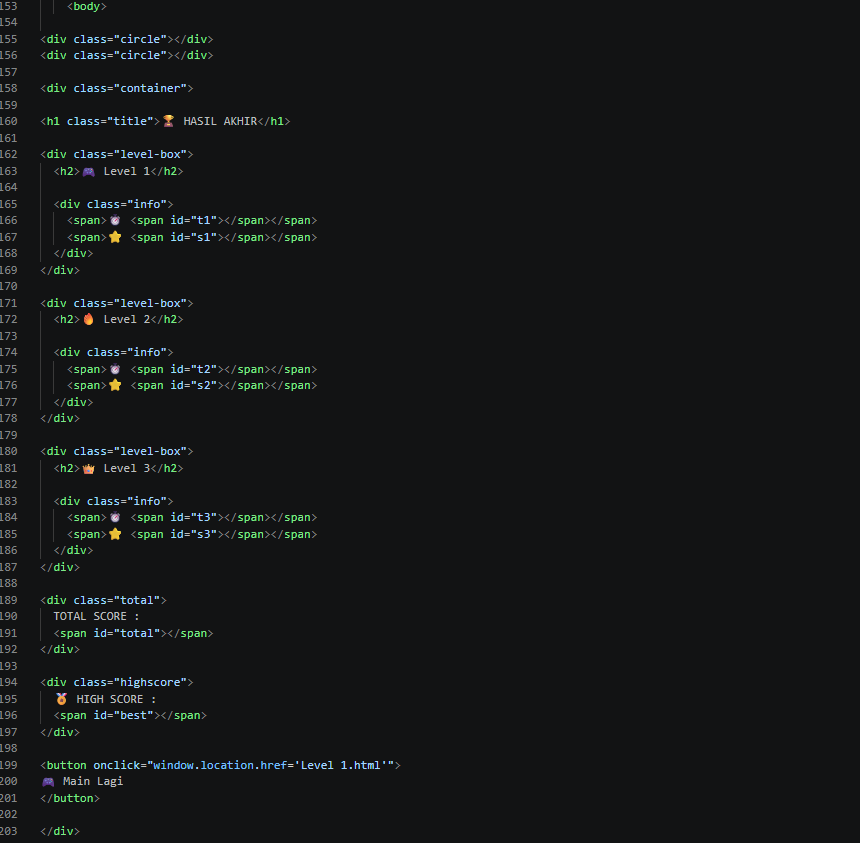 153 <body>
154
155 <div class="circle"></div>
156 <div class="circle"></div>
157
158 <div class="container">
159
160 <h1 class="title">🏆 HASIL AKHIR</h1>
161
162 <div class="level-box">
163 <h2>🎮 Level 1</h2>
164
165 <div class="info">
166 <span>⏱ <span id="t1"></span></span>
167 <span>⭐ <span id="s1"></span></span>
168 </div>
169 </div>
170
171 <div class="level-box">
172 <h2>🔥 Level 2</h2>
173
174 <div class="info">
175 <span>⏱ <span id="t2"></span></span>
176 <span>⭐ <span id="s2"></span></span>
177 </div>
178 </div>
179
180 <div class="level-box">
181 <h2>👑 Level 3</h2>
182
183 <div class="info">
184 <span>⏱ <span id="t3"></span></span>
185 <span>⭐ <span id="s3"></span></span>
186 </div>
187 </div>
188
189 <div class="total">
190 TOTAL SCORE :
191 <span id="total"></span>
192 </div>
193
194 <div class="highscore">
195 🏅 HIGH SCORE :
196 <span id="best"></span>
197 </div>
198
199 <button onclick="window.location.href='Level 1.html'">
200 🎮 Main Lagi
201 </button>
202
203 </div>